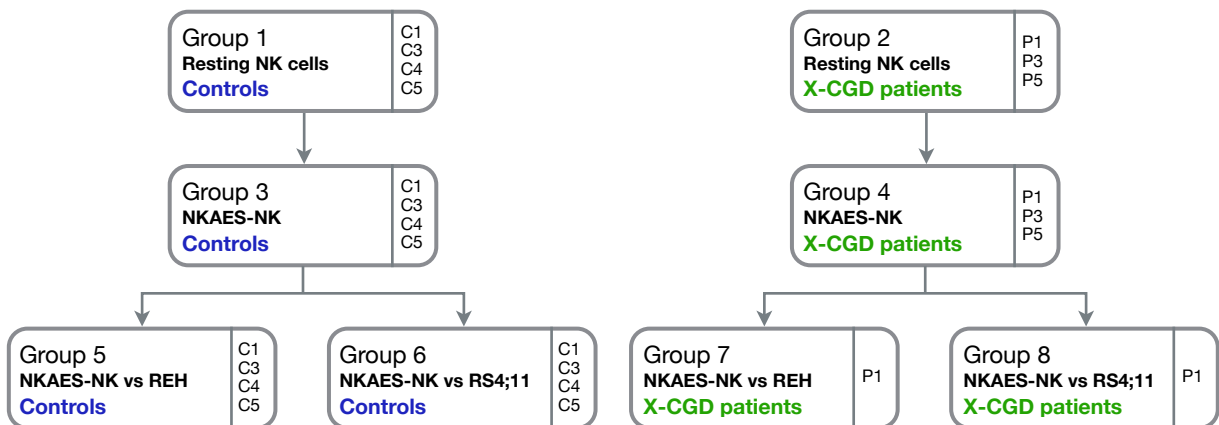 Group 1
Resting NK cells
Controls
C1
C3
C4
C5
Group 2
Resting NK cells
X-CGD patients
P1
P3
P5
Group 3
NKAES-NK
Controls
C1
C3
C4
C5
Group 4
NKAES-NK
X-CGD patients
P1
P3
P5
Group 5
NKAES-NK vs REH
Controls
C1
C3
C4
C5
Group 6
NKAES-NK vs RS4;11
Controls
C1
C3
C4
C5
Group 7
NKAES-NK vs REH
X-CGD patients
P1
Group 8
NKAES-NK vs RS4;11
X-CGD patients
P1